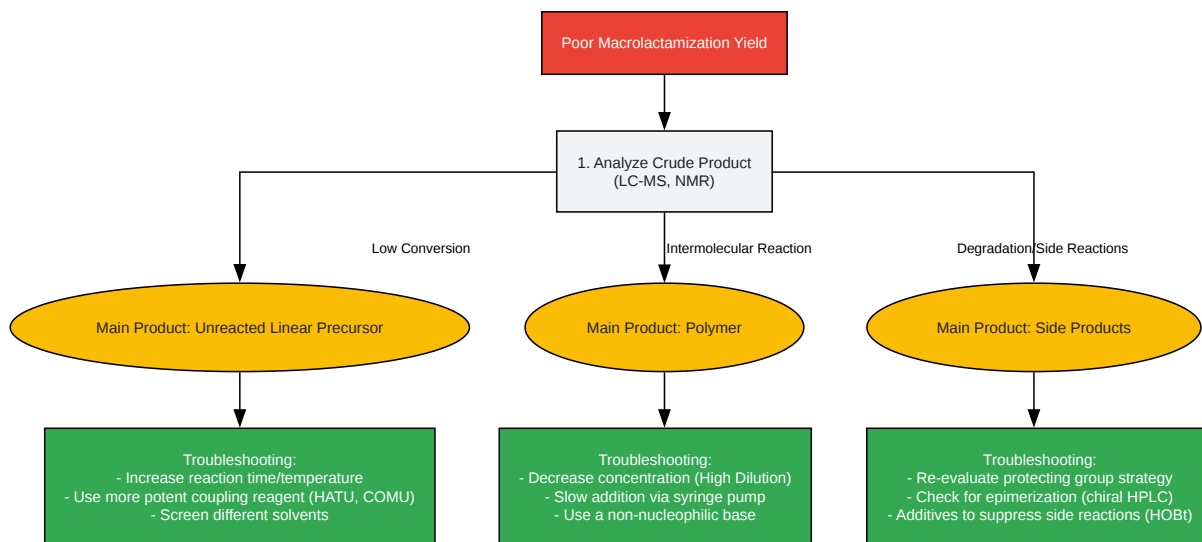 Poor Macrolactamization Yield
1. Analyze Crude Product
(LC-MS, NMR)
Low Conversion
Intermolecular Reaction
Degradation/Side Reactions
Main Product: Unreacted Linear Precursor
Main Product: Polymer
Main Product: Side Products
Troubleshooting:
- Increase reaction time/temperature
- Use more potent coupling reagent (HATU, COMU)
- Screen different solvents
Troubleshooting:
- Decrease concentration (High Dilution)
- Slow addition via syringe pump
- Use a non-nucleophilic base
Troubleshooting:
- Re-evaluate protecting group strategy
- Check for epimerization (chiral HPLC)
- Additives to suppress side reactions (HOBt)